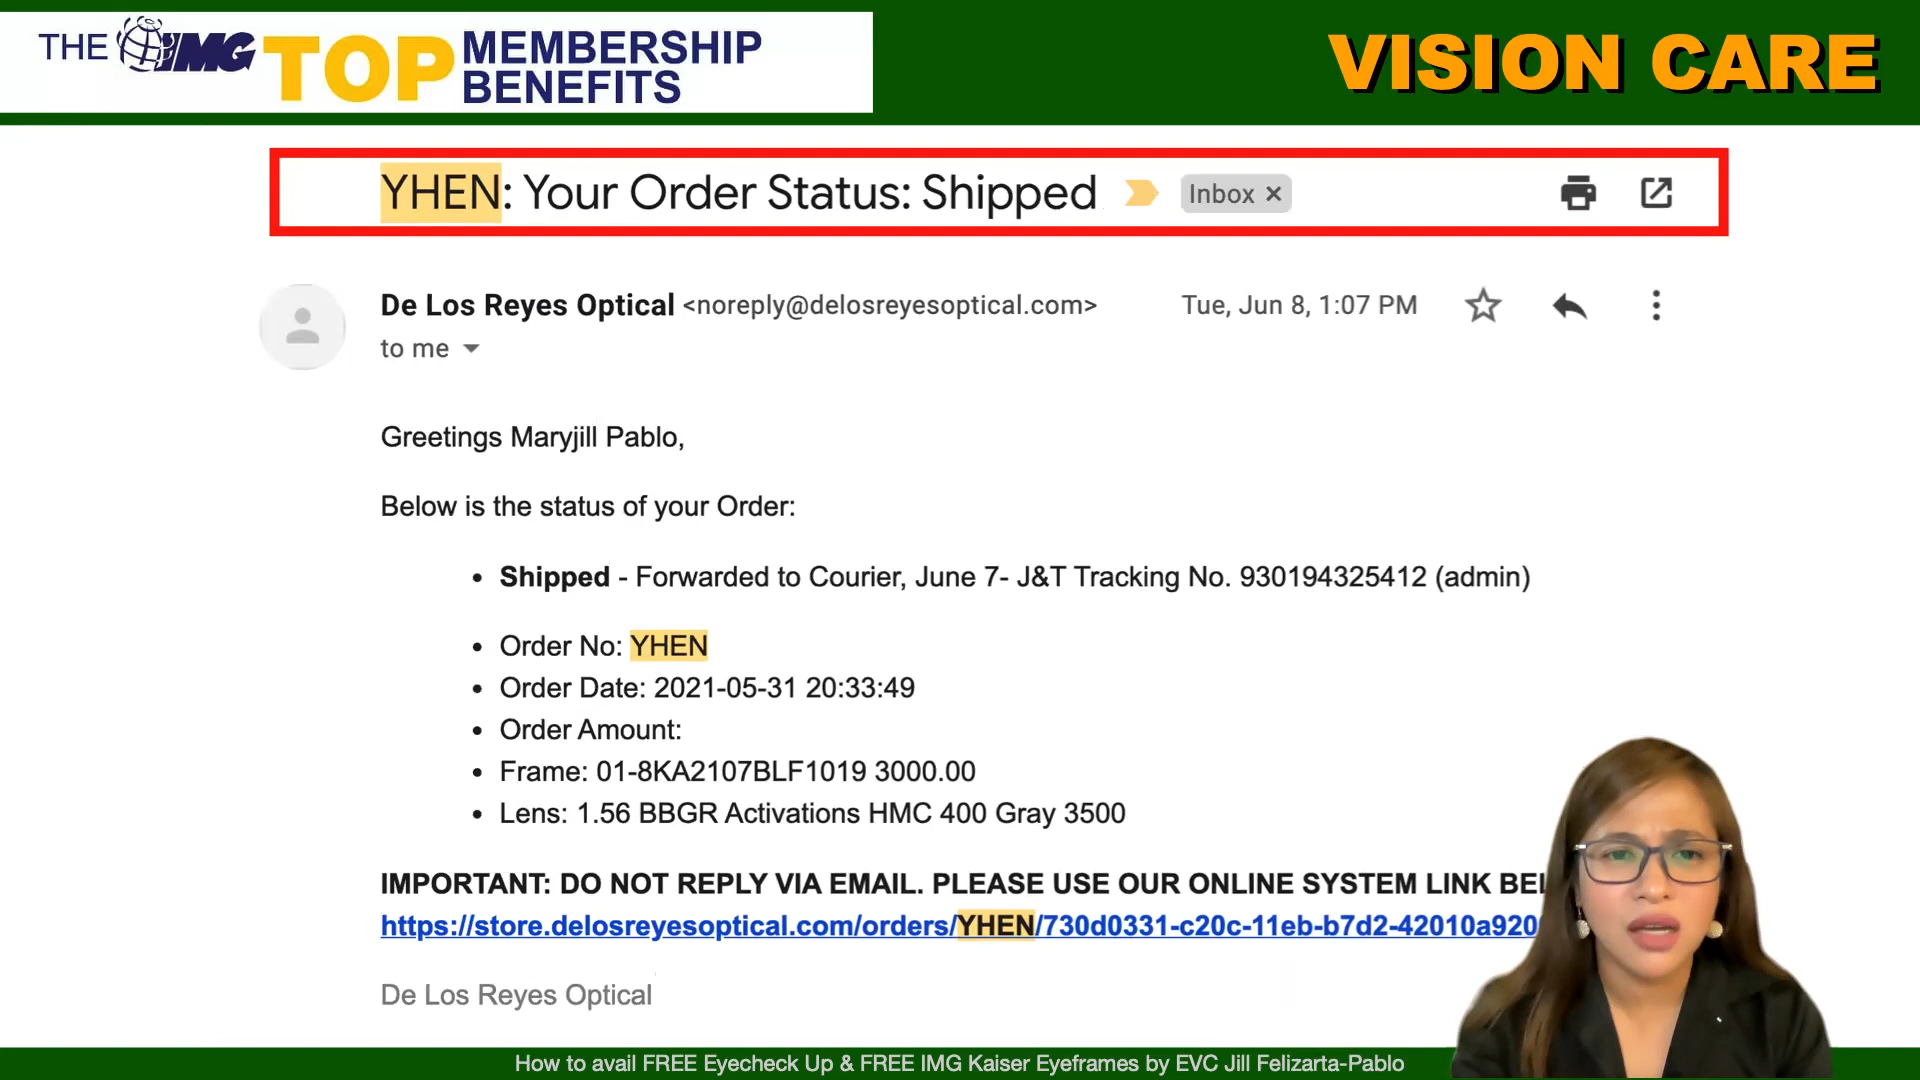 THE IMG TOP MEMBERSHIP BENEFITS
VISION CARE
YHEN: Your Order Status: Shipped
Inbox ×
De Los Reyes Optical <noreply@delosreyesoptical.com>
Tue, Jun 8, 1:07 PM
to me
Greetings Maryjill Pablo,
Below is the status of your Order:
• Shipped - Forwarded to Courier, June 7- J&T Tracking No. 930194325412 (admin)
• Order No: YHEN
• Order Date: 2021-05-31 20:33:49
• Order Amount:
• Frame: 01-8KA2107BLF1019 3000.00
• Lens: 1.56 BBGR Activations HMC 400 Gray 3500
IMPORTANT: DO NOT REPLY VIA EMAIL. PLEASE USE OUR ONLINE SYSTEM LINK
https://store.delosreyesoptical.com/orders/YHEN/730d0331-c20c-11eb-b7d2-42010a920
De Los Reyes Optical
How to avail FREE Eyecheck Up & FREE IMG Kaiser Eyeframes by EVC Jill Felizarta-Pablo